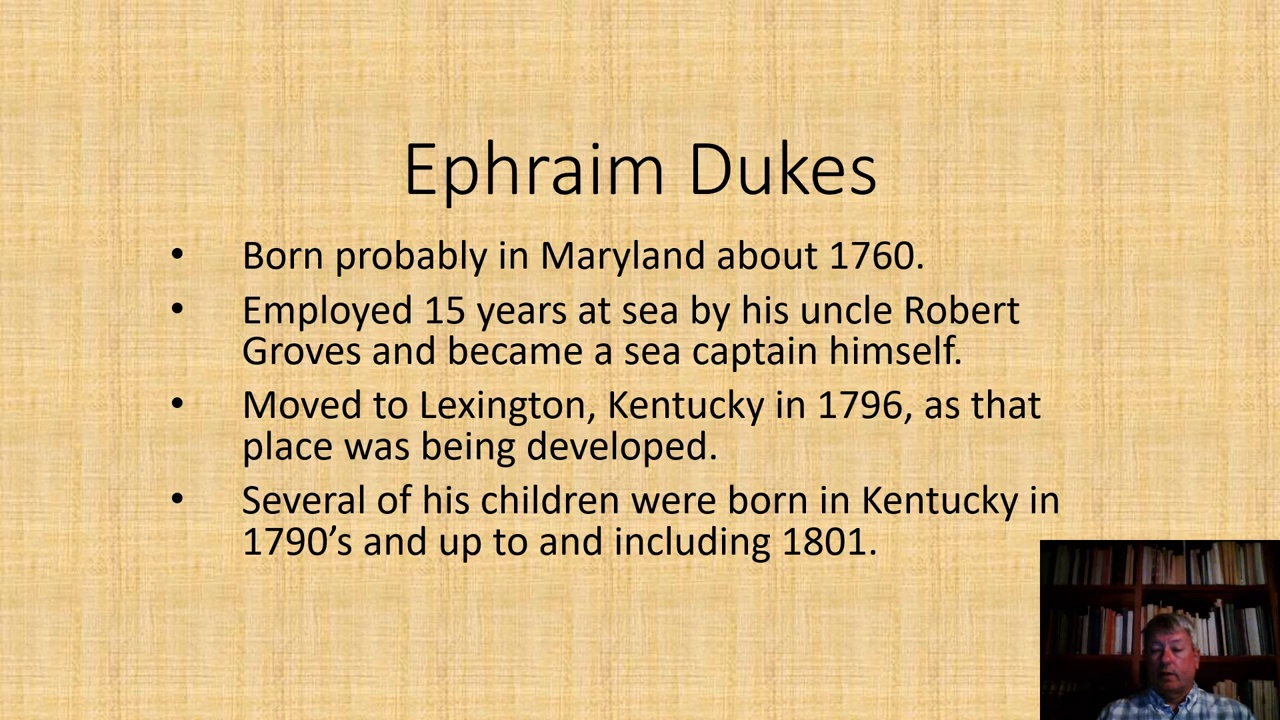 Ephraim Dukes
• Born probably in Maryland about 1760.
• Employed 15 years at sea by his uncle Robert
Groves and became a sea captain himself.
• Moved to Lexington, Kentucky in 1796, as that
place was being developed.
• Several of his children were born in Kentucky in
1790’s and up to and including 1801.